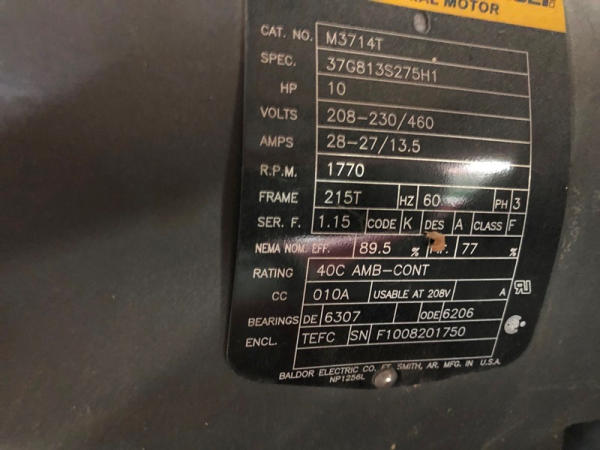 MOTOR
CAT. NO. M3714T
SPEC. 37G813S275H1
HP 10
VOLTS 208-230/460
AMPS 28-27/13.5
R.P.M. 1770
FRAME 215T HZ 60 PH 3
SER. F. 1.15 CODE K DES A CLASS F
NEMA NOM. EFF. 89.5 % P.F. 77 %
RATING 40C AMB-CONT
CC 010A USABLE AT 208V A
BEARINGS DE 6307 ODE 6206
ENCL. TEFC SN F1008201750
BALDOR ELECTRIC CO. FT. SMITH, AR. MFG. IN U.S.A.
NP1256L